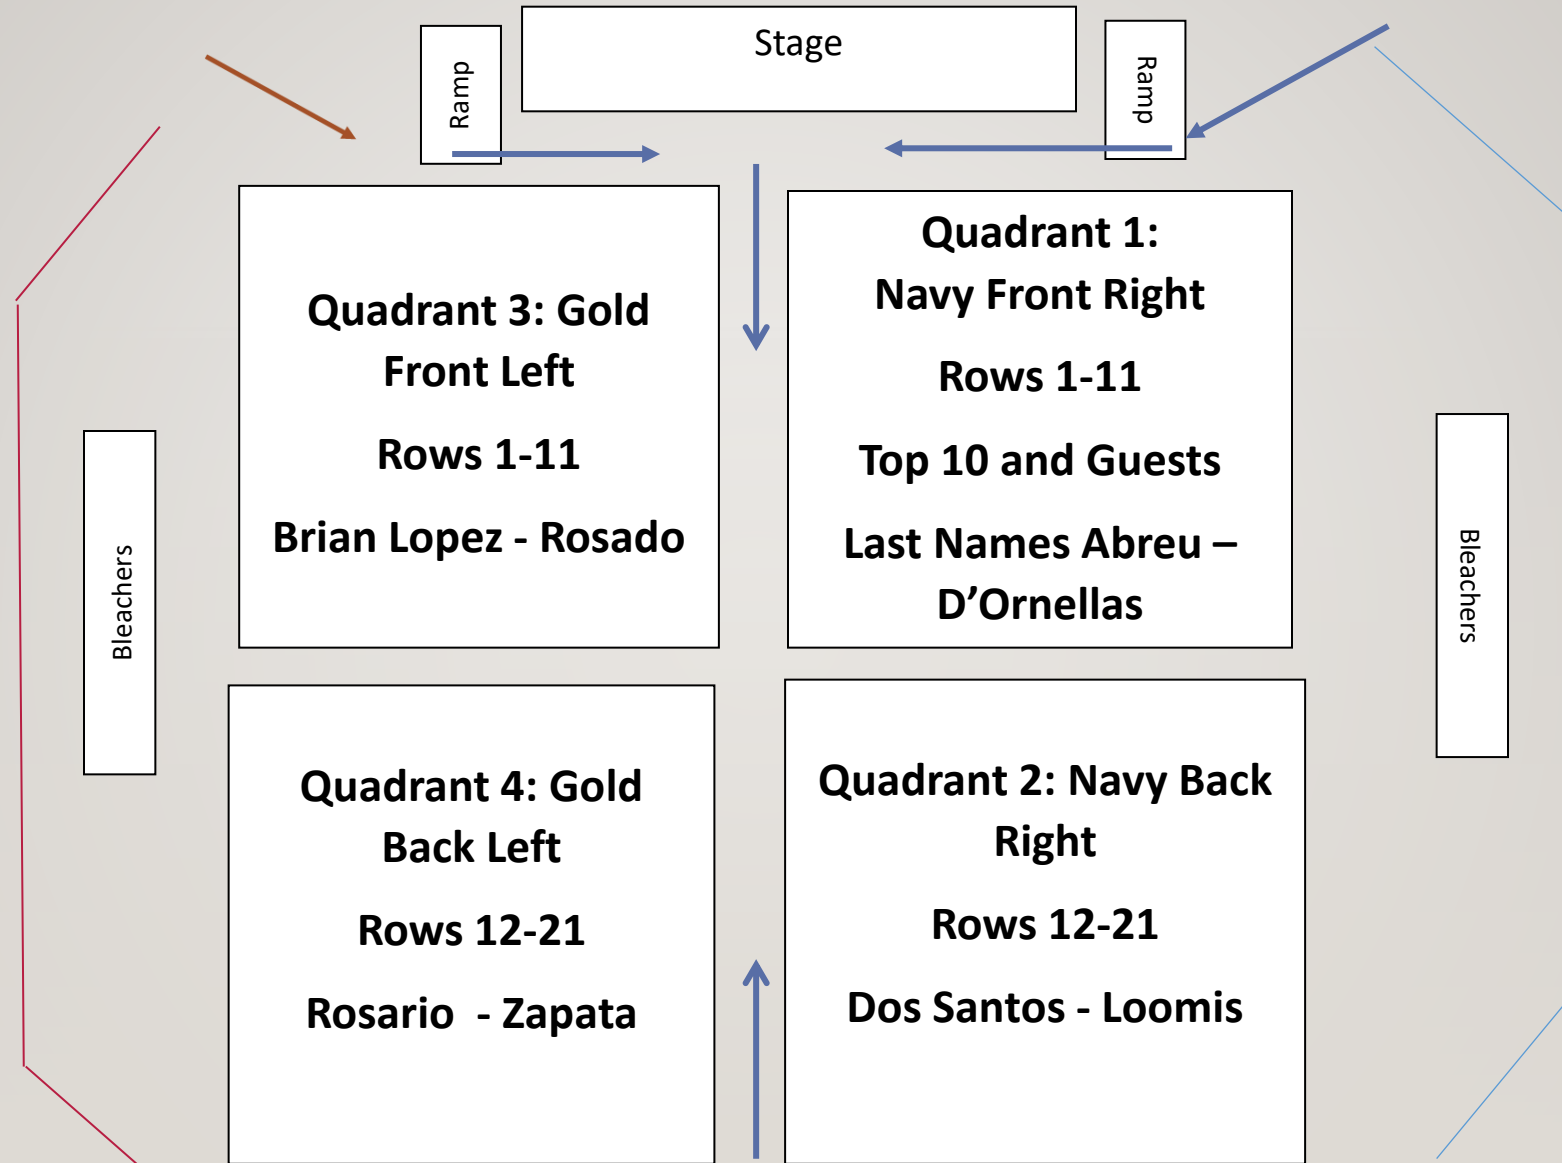 Stage
Ramp
Ramp
Quadrant 3: Gold
Front Left
Rows 1-11
Brian Lopez - Rosado
Quadrant 1:
Navy Front Right
Rows 1-11
Top 10 and Guests
Last Names Abreu –
D’Ornellas
Bleachers
Bleachers
Quadrant 4: Gold
Back Left
Rows 12-21
Rosario  - Zapata
Quadrant 2: Navy Back
Right
Rows 12-21
Dos Santos - Loomis